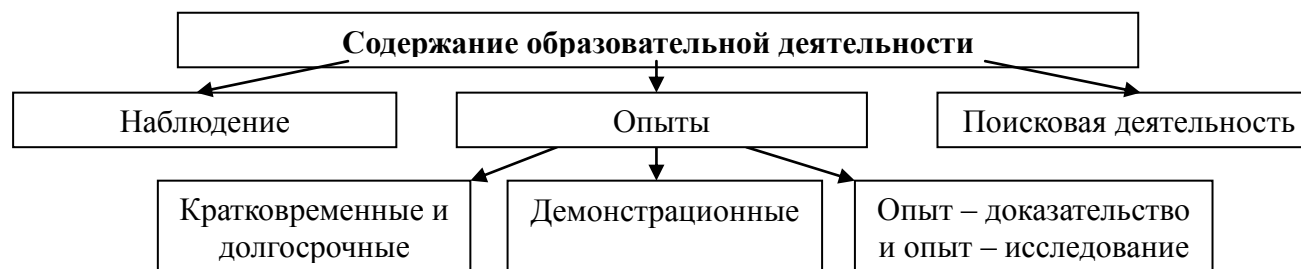 Содержание образовательной деятельности
Наблюдение
Опыты
Поисковая деятельность
Кратковременные и
долгосрочные
Демонстрационные
Опыт – доказательство
и опыт – исследование